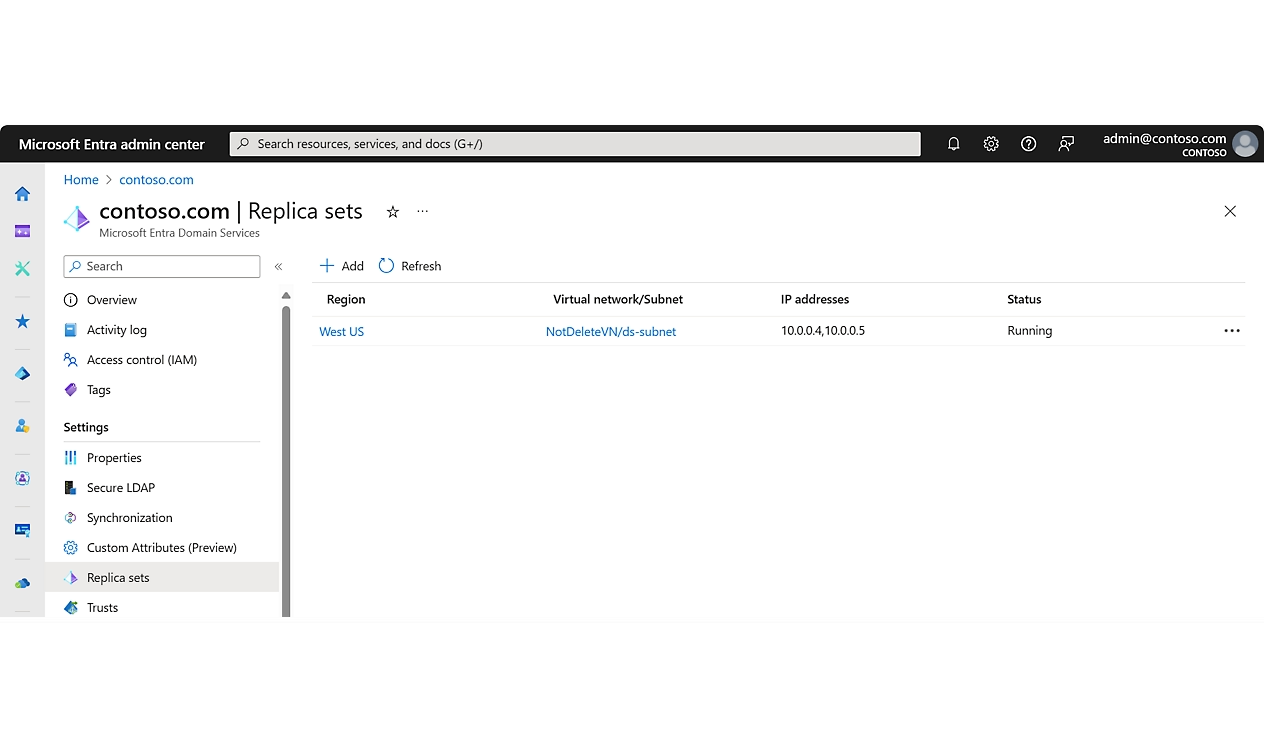 Microsoft Entra admin center
Search resources, services, and docs (G+/)
admin@contoso.com
CONTOSO
Home > contoso.com
contoso.com | Replica sets
Microsoft Entra Domain Services
Search
Add
Refresh
Overview
Activity log
Access control (IAM)
Tags
Settings
Properties
Secure LDAP
Synchronization
Custom Attributes (Preview)
Replica sets
Trusts
Region Virtual network/Subnet IP addresses Status
West US NotDeleteVN/ds-subnet 10.0.0.4,10.0.0.5 Running